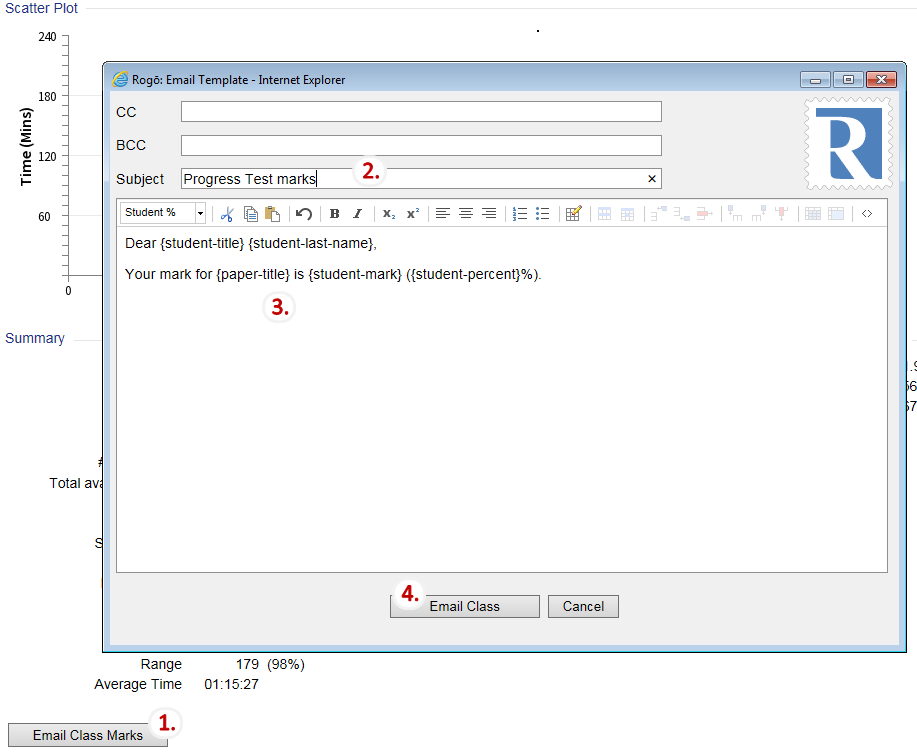 Scatter Plot
240
180
120
60
0
Time (Mins)
Rogō: Email Template - Internet Explorer
CC
BCC
Subject Progress Test marks 2. ×
R
Student % B I x₂ x² <>
Dear {student-title} {student-last-name},
Your mark for {paper-title} is {student-mark} ({student-percent}%).
3.
Summary
Total ava
4. Email Class Cancel
Range 179 (98%)
Average Time 01:15:27
1.
Email Class Marks